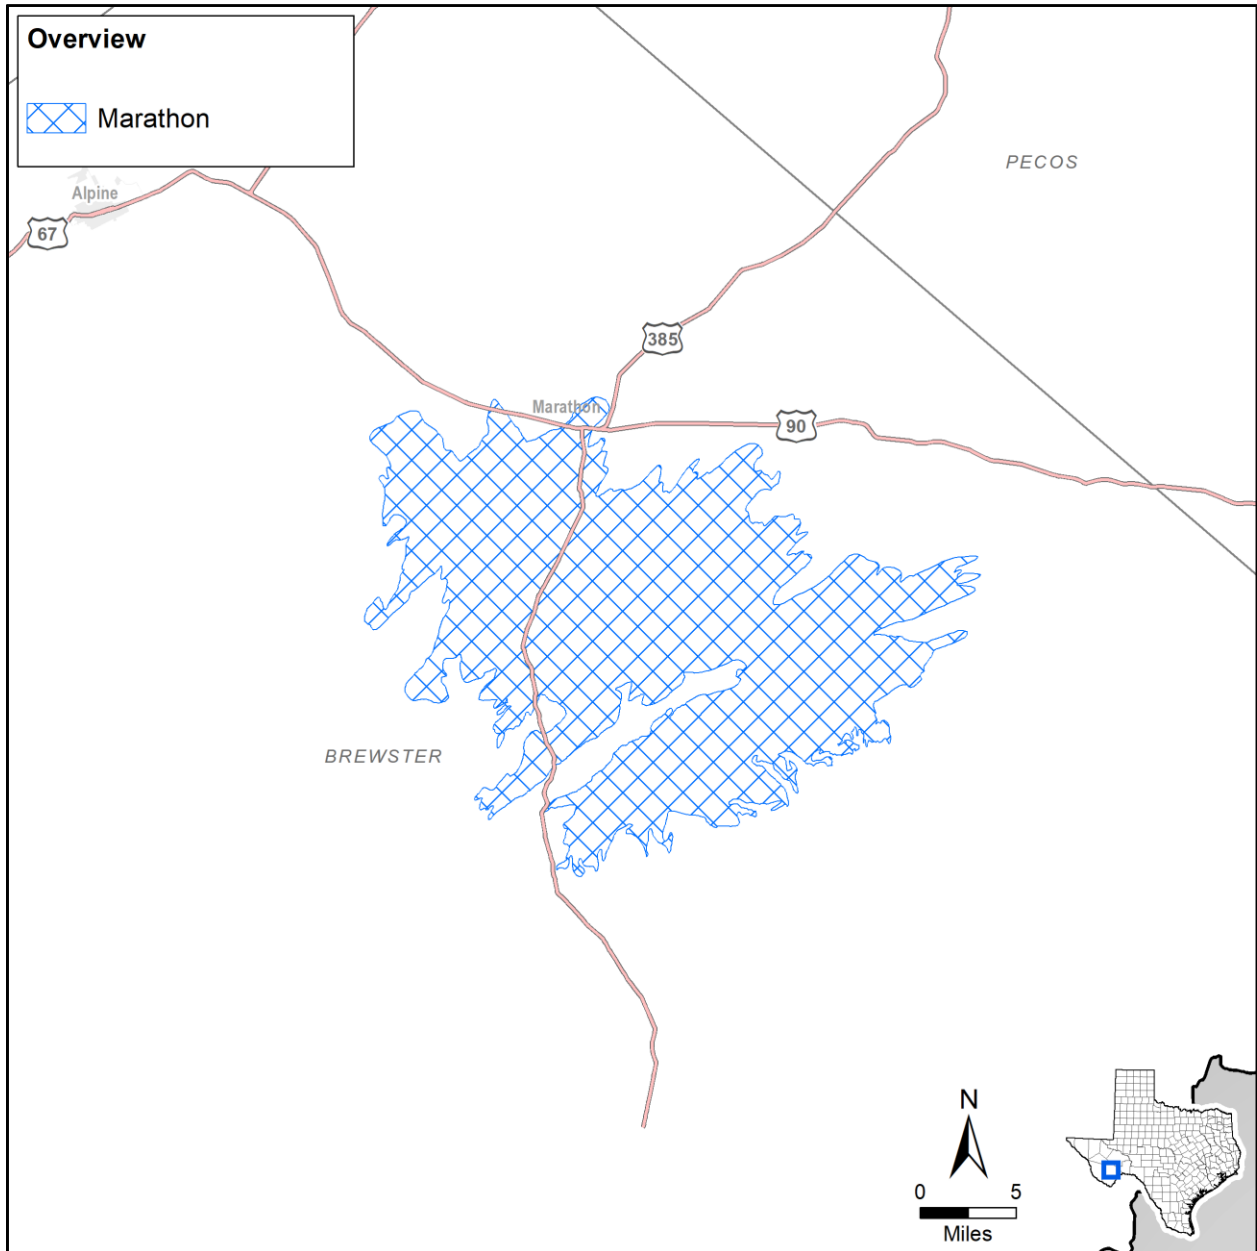 Overview
Marathon
PECOS
Alpine
67
385
Marathon
90
BREWSTER
N
0 5
Miles